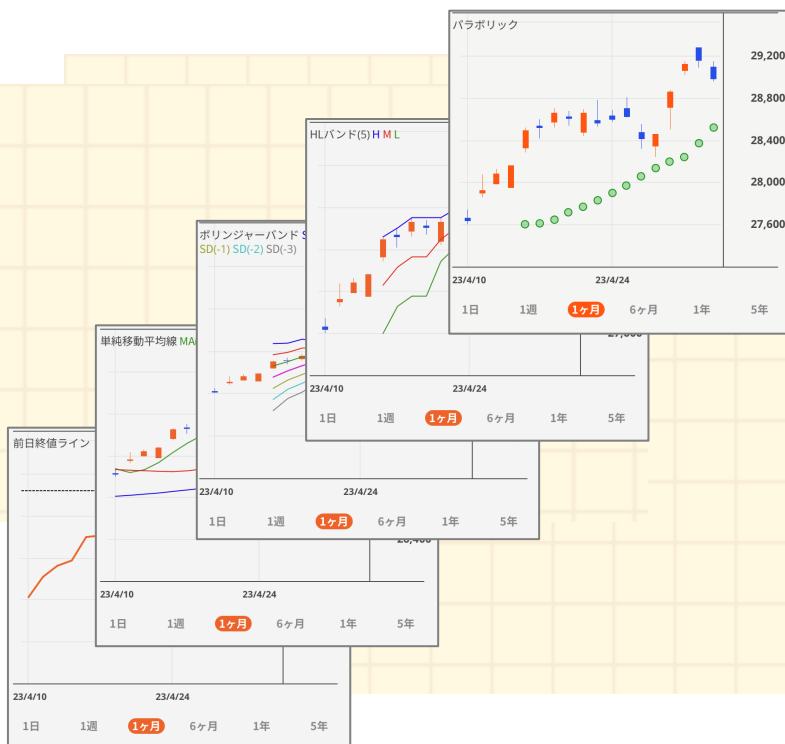 パラボリック
29,200
28,800
28,400
28,000
27,600
23/4/10 23/4/24
1日 1週 1ヶ月 6ヶ月 1年 5年
HLバンド(5) H M L
23/4/10 23/4/24
1日 1週 1ヶ月 6ヶ月 1年 5年
ボリンジャーバンド
SD(-1) SD(-2) SD(-3)
23/4/10 23/4/24
1日 1週 1ヶ月 6ヶ月 1年 5年
単純移動平均線 MA
23/4/10 23/4/24
1日 1週 1ヶ月 6ヶ月 1年 5年
前日終値ライン
23/4/10 23/4/24
1日 1週 1ヶ月 6ヶ月 1年 5年